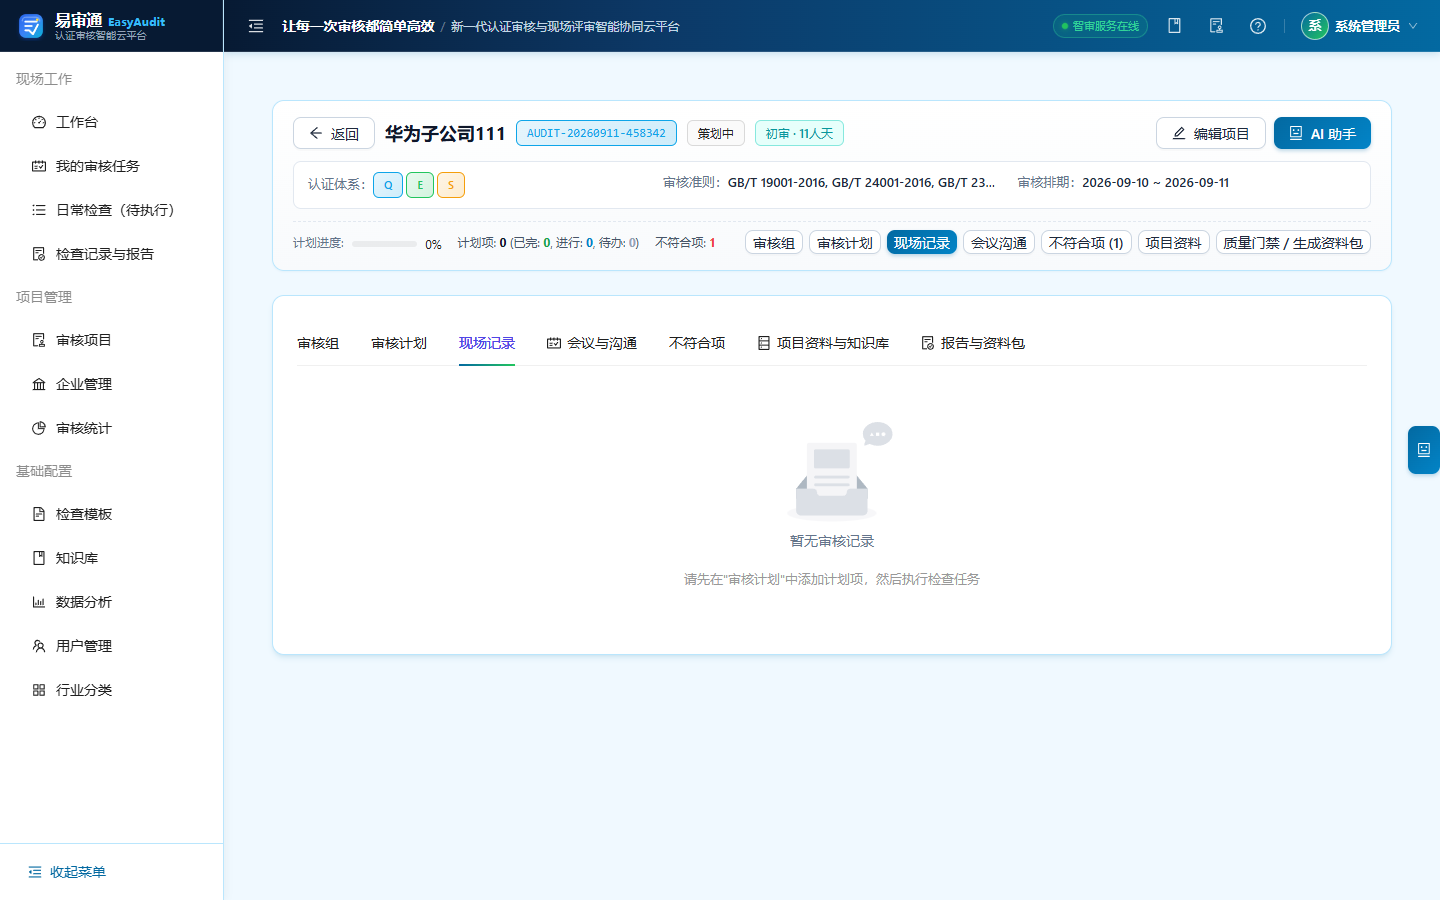 易审通 EasyAudit
认证审核智能云平台
让每一次审核都简单高效 / 新一代认证审核与现场评审智能协同云平台
智审服务在线
系 系统管理员
现场工作
工作台
我的审核任务
日常检查（待执行）
检查记录与报告
项目管理
审核项目
企业管理
审核统计
基础配置
检查模板
知识库
数据分析
用户管理
行业分类
收起菜单
返回 华为子公司111 AUDIT-20260911-458342 策划中 初审 · 11人天 编辑项目 AI 助手
认证体系： Q E S 审核准则： GB/T 19001-2016, GB/T 24001-2016, GB/T 23... 审核排期： 2026-09-10 ~ 2026-09-11
计划进度: 0% 计划项: 0 (已完: 0, 进行: 0, 待办: 0) 不符合项: 1 审核组 审核计划 现场记录 会议沟通 不符合项 (1) 项目资料 质量门禁 / 生成资料包
审核组 审核计划 现场记录 会议与沟通 不符合项 项目资料与知识库 报告与资料包
暂无审核记录
请先在"审核计划"中添加计划项，然后执行检查任务